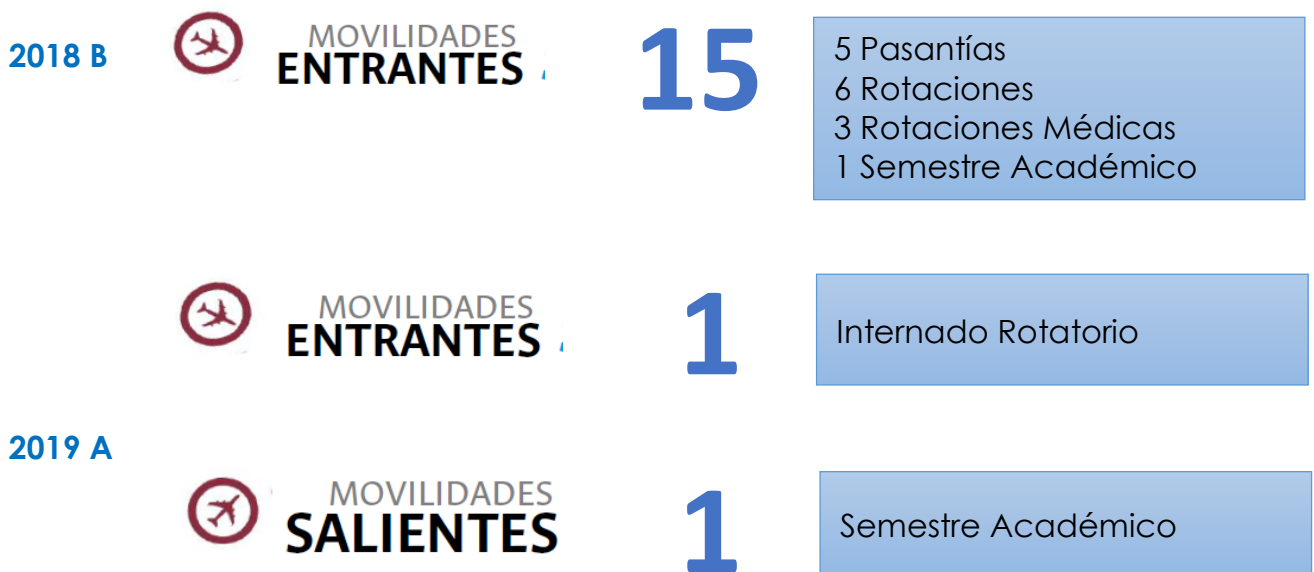 2018 B
MOVILIDADES
ENTRANTES
15
5 Pasantías
6 Rotaciones
3 Rotaciones Médicas
1 Semestre Académico
MOVILIDADES
ENTRANTES
1
Internado Rotatorio
2019 A
MOVILIDADES
SALIENTES
1
Semestre Académico